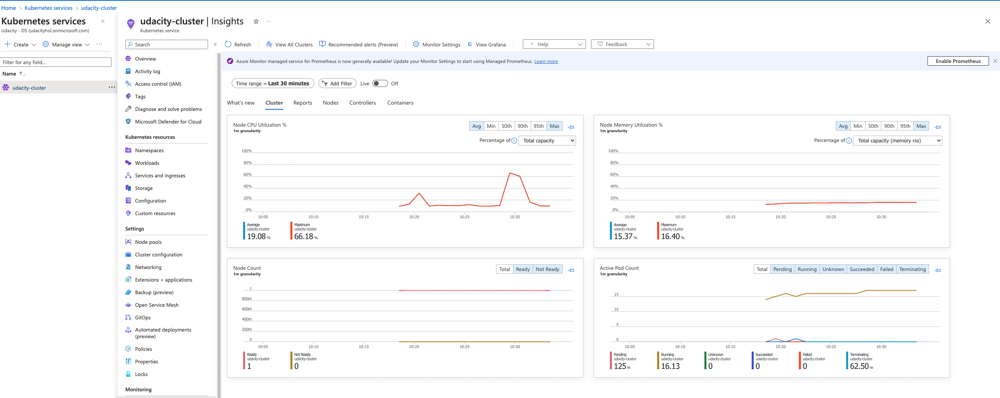 Home > Kubernetes services > udacity-cluster
Kubernetes services
Udacity - DS (udacityhol.onmicrosoft.com)
Create
Manage view
Filter for any field...
Name
udacity-cluster
udacity-cluster | Insights
Kubernetes service
Search
Refresh
View All Clusters
Recommended alerts (Preview)
Monitor Settings
View Grafana
? Help
Feedback
Overview
Activity log
Access control (IAM)
Tags
Diagnose and solve problems
Microsoft Defender for Cloud
Kubernetes resources
Namespaces
Workloads
Services and ingresses
Storage
Configuration
Custom resources
Settings
Node pools
Cluster configuration
Networking
Extensions + applications
Backup (preview)
Open Service Mesh
GitOps
Automated deployments
(preview)
Policies
Properties
Locks
Monitoring
Azure Monitor managed service for Prometheus is now generally available! Update your Monitor Settings to start using Managed Prometheus. Learn more
Enable Prometheus
Time range = Last 30 minutes
Add Filter
Live: Off
What's new Cluster Reports Nodes Controllers Containers
Node CPU Utilization %
1m granularity
Avg Min 50th 90th 95th Max
Percentage of Total capacity
100%
80%
60%
40%
20%
0%
10:05 10:10 10:15 10:20 10:25 10:30
Average
udacity-cluster
19.08 %
Maximum
udacity-cluster
66.18 %
Node Memory Utilization %
1m granularity
Avg Min 50th 90th 95th Max
Percentage of Total capacity (memory rss)
100%
80%
60%
40%
20%
0%
10:05 10:10 10:15 10:20 10:25 10:30
Average
udacity-cluster
15.37 %
Maximum
udacity-cluster
16.40 %
Node Count
1m granularity
Total Ready Not Ready
1
800m
600m
400m
200m
0
10:05 10:10 10:15 10:20 10:25 10:30
Ready
udacity-cluster
1
Not Ready
udacity-cluster
0
Active Pod Count
1m granularity
Total Pending Running Unknown Succeeded Failed Terminating
15
10
5
0
10:05 10:10 10:15 10:20 10:25 10:30
Pending
udacity-cluster
125 m
Running
udacity-cluster
16.13
Unknown
udacity-cluster
0
Succeeded
udacity-cluster
0
Failed
udacity-cluster
0
Terminating
udacity-cluster
62.50 m